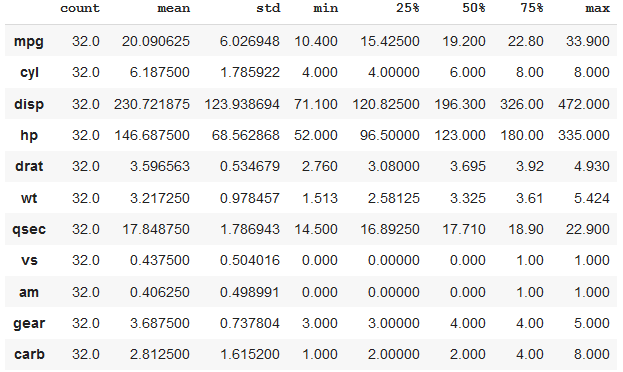 count mean std min 25% 50% 75% max
mpg 32.0 20.090625 6.026948 10.400 15.42500 19.200 22.80 33.900
cyl 32.0 6.187500 1.785922 4.000 4.00000 6.000 8.00 8.000
disp 32.0 230.721875 123.938694 71.100 120.82500 196.300 326.00 472.000
hp 32.0 146.687500 68.562868 52.000 96.50000 123.000 180.00 335.000
drat 32.0 3.596563 0.534679 2.760 3.08000 3.695 3.92 4.930
wt 32.0 3.217250 0.978457 1.513 2.58125 3.325 3.61 5.424
qsec 32.0 17.848750 1.786943 14.500 16.89250 17.710 18.90 22.900
vs 32.0 0.437500 0.504016 0.000 0.00000 0.000 1.00 1.000
am 32.0 0.406250 0.498991 0.000 0.00000 0.000 1.00 1.000
gear 32.0 3.687500 0.737804 3.000 3.00000 4.000 4.00 5.000
carb 32.0 2.812500 1.615200 1.000 2.00000 2.000 4.00 8.000